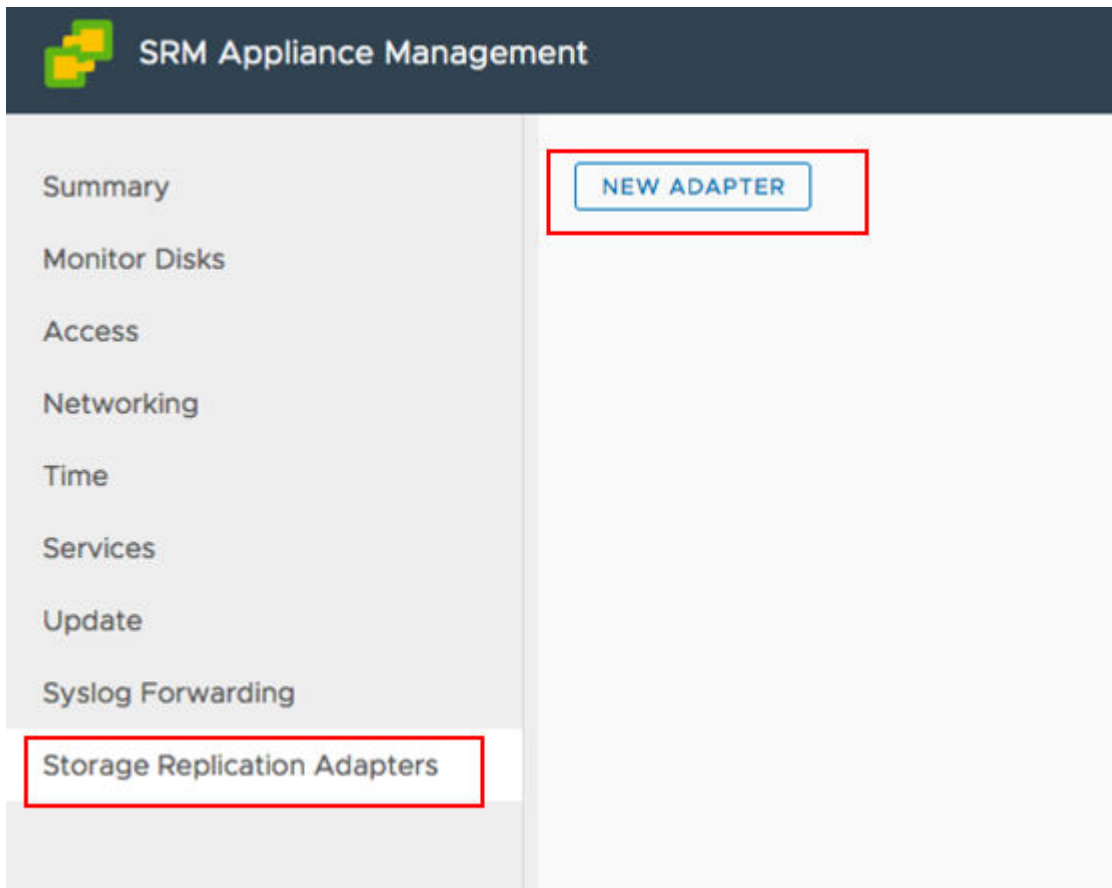 SRM Appliance Management
Summary
Monitor Disks
Access
Networking
Time
Services
Update
Syslog Forwarding
Storage Replication Adapters
NEW ADAPTER